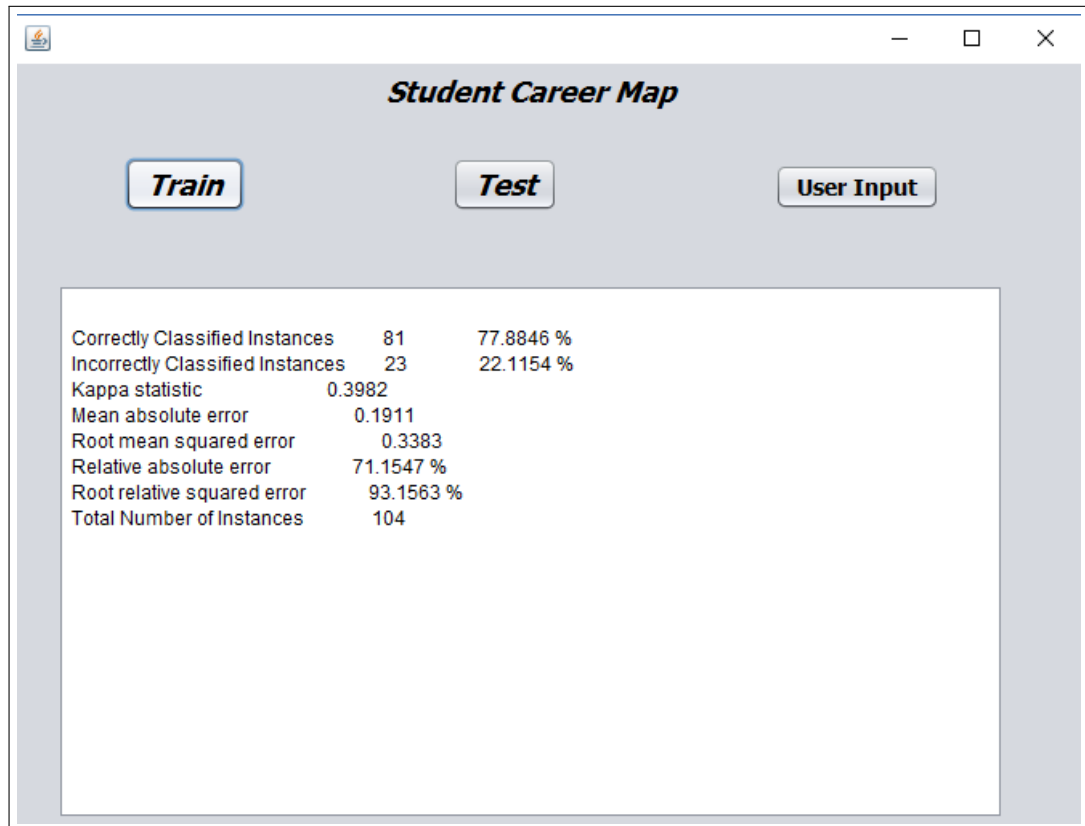 Student Career Map
Train Test User Input
Correctly Classified Instances 81 77.8846 %
Incorrectly Classified Instances 23 22.1154 %
Kappa statistic 0.3982
Mean absolute error 0.1911
Root mean squared error 0.3383
Relative absolute error 71.1547 %
Root relative squared error 93.1563 %
Total Number of Instances 104